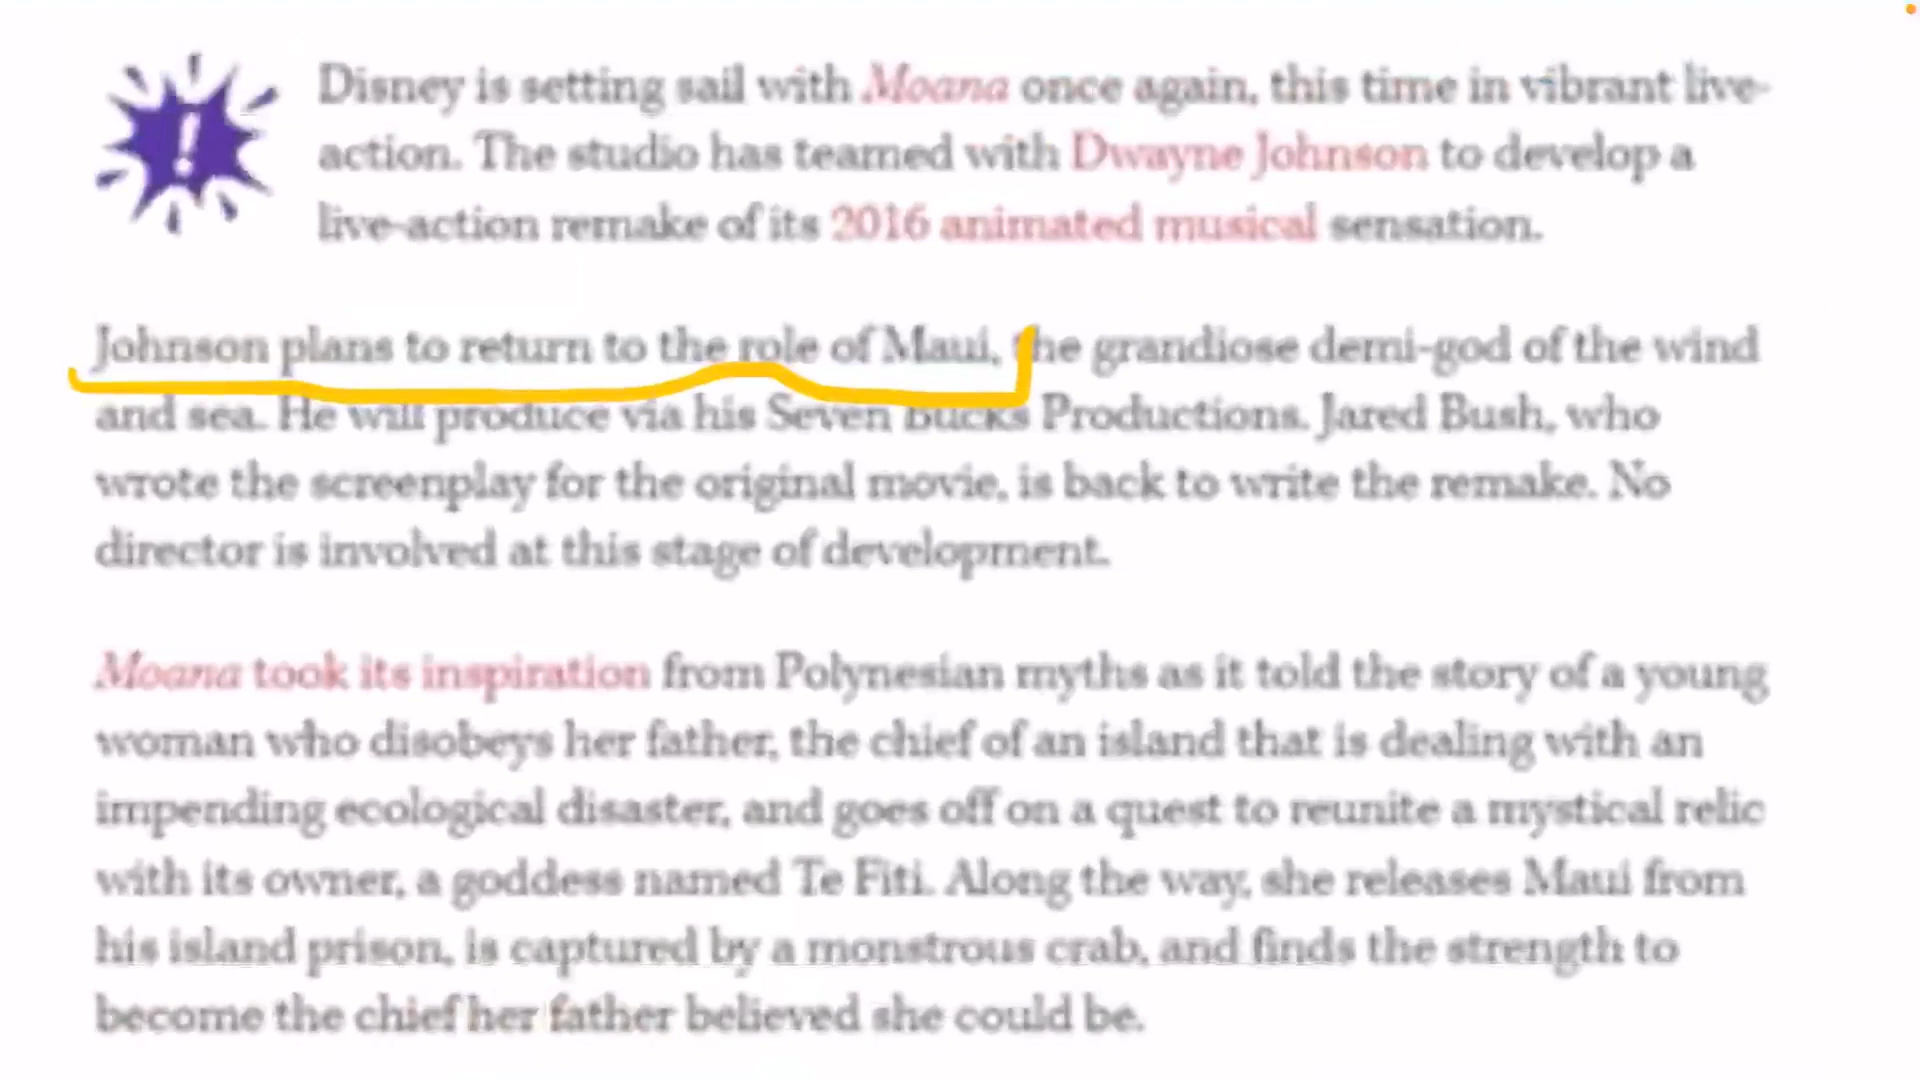 Disney is setting sail with Moana once again, this time in vibrant live-
action. The studio has teamed with Dwayne Johnson to develop a
live-action remake of its 2016 animated musical sensation.
Johnson plans to return to the role of Maui, the grandiose demi-god of the wind
and sea. He will produce via his Seven Bucks Productions. Jared Bush, who
wrote the screenplay for the original movie, is back to write the remake. No
director is involved at this stage of development.
Moana took its inspiration from Polynesian myths as it told the story of a young
woman who disobeys her father, the chief of an island that is dealing with an
impending ecological disaster, and goes off on a quest to reunite a mystical relic
with its owner, a goddess named Te Fiti. Along the way, she releases Maui from
his island prison, is captured by a monstrous crab, and finds the strength to
become the chief her father believed she could be.